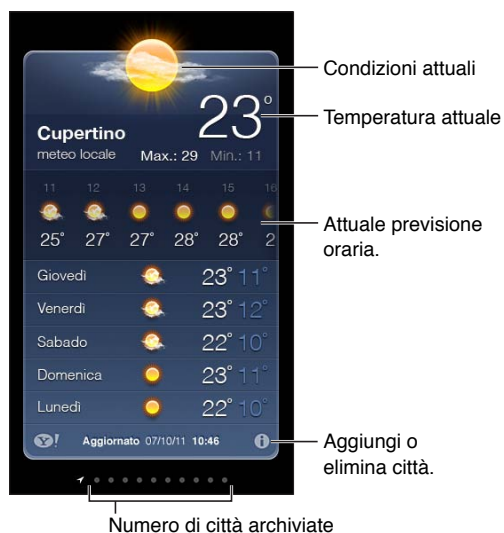 Condizioni attuali
23°
Temperatura attuale
Cupertino
meteo locale
Max.: 29 Min.: 11
11 12 13 14 15 16
25° 27° 27° 28° 28° 2
Attuale previsione
oraria.
Giovedì 23° 11°
Venerdì 23° 12°
Sabado 22° 10°
Domenica 23° 11°
Lunedì 22° 10°
Y! Aggiornato 07/10/11 10:46 i
Aggiungi o
elimina città.
Numero di città archiviate